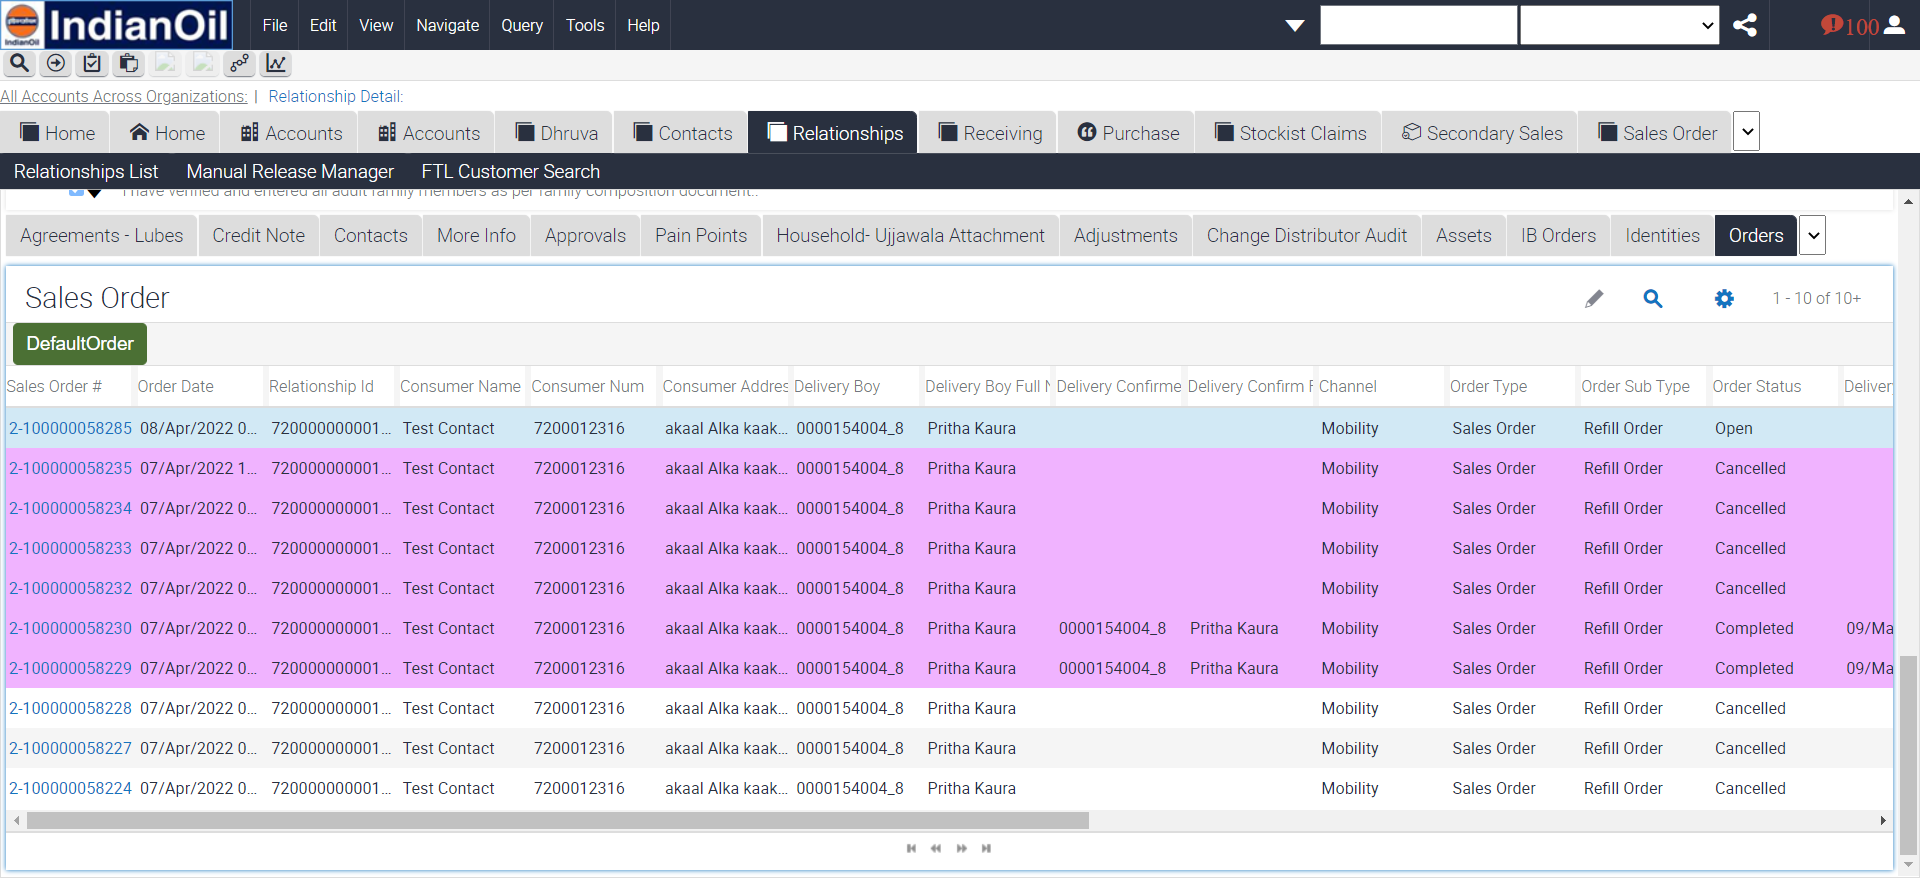 IndianOil
IndianOil File Edit View Navigate Query Tools Help 100
All Accounts Across Organizations: | Relationship Detail:
Home Home Accounts Accounts Dhruva Contacts Relationships Receiving Purchase Stockist Claims Secondary Sales Sales Order
Relationships List Manual Release Manager FTL Customer Search
I have verified and entered all adult family members as per family composition document..
Agreements - Lubes Credit Note Contacts More Info Approvals Pain Points Household- Ujjawala Attachment Adjustments Change Distributor Audit Assets IB Orders Identities Orders
Sales Order 1 - 10 of 10+
DefaultOrder
Sales Order # Order Date Relationship Id Consumer Name Consumer Num Consumer Addres Delivery Boy Delivery Boy Full N Delivery Confirme Delivery Confirm F Channel Order Type Order Sub Type Order Status Deliver
2-100000058285 08/Apr/2022 0... 720000000001... Test Contact 7200012316 akaal Alka kaak... 0000154004_8 Pritha Kaura Mobility Sales Order Refill Order Open
2-100000058235 07/Apr/2022 1... 720000000001... Test Contact 7200012316 akaal Alka kaak... 0000154004_8 Pritha Kaura Mobility Sales Order Refill Order Cancelled
2-100000058234 07/Apr/2022 0... 720000000001... Test Contact 7200012316 akaal Alka kaak... 0000154004_8 Pritha Kaura Mobility Sales Order Refill Order Cancelled
2-100000058233 07/Apr/2022 0... 720000000001... Test Contact 7200012316 akaal Alka kaak... 0000154004_8 Pritha Kaura Mobility Sales Order Refill Order Cancelled
2-100000058232 07/Apr/2022 0... 720000000001... Test Contact 7200012316 akaal Alka kaak... 0000154004_8 Pritha Kaura Mobility Sales Order Refill Order Cancelled
2-100000058230 07/Apr/2022 0... 720000000001... Test Contact 7200012316 akaal Alka kaak... 0000154004_8 Pritha Kaura 0000154004_8 Pritha Kaura Mobility Sales Order Refill Order Completed 09/Ma
2-100000058229 07/Apr/2022 0... 720000000001... Test Contact 7200012316 akaal Alka kaak... 0000154004_8 Pritha Kaura 0000154004_8 Pritha Kaura Mobility Sales Order Refill Order Completed 09/Ma
2-100000058228 07/Apr/2022 0... 720000000001... Test Contact 7200012316 akaal Alka kaak... 0000154004_8 Pritha Kaura Mobility Sales Order Refill Order Cancelled
2-100000058227 07/Apr/2022 0... 720000000001... Test Contact 7200012316 akaal Alka kaak... 0000154004_8 Pritha Kaura Mobility Sales Order Refill Order Cancelled
2-100000058224 07/Apr/2022 0... 720000000001... Test Contact 7200012316 akaal Alka kaak... 0000154004_8 Pritha Kaura Mobility Sales Order Refill Order Cancelled